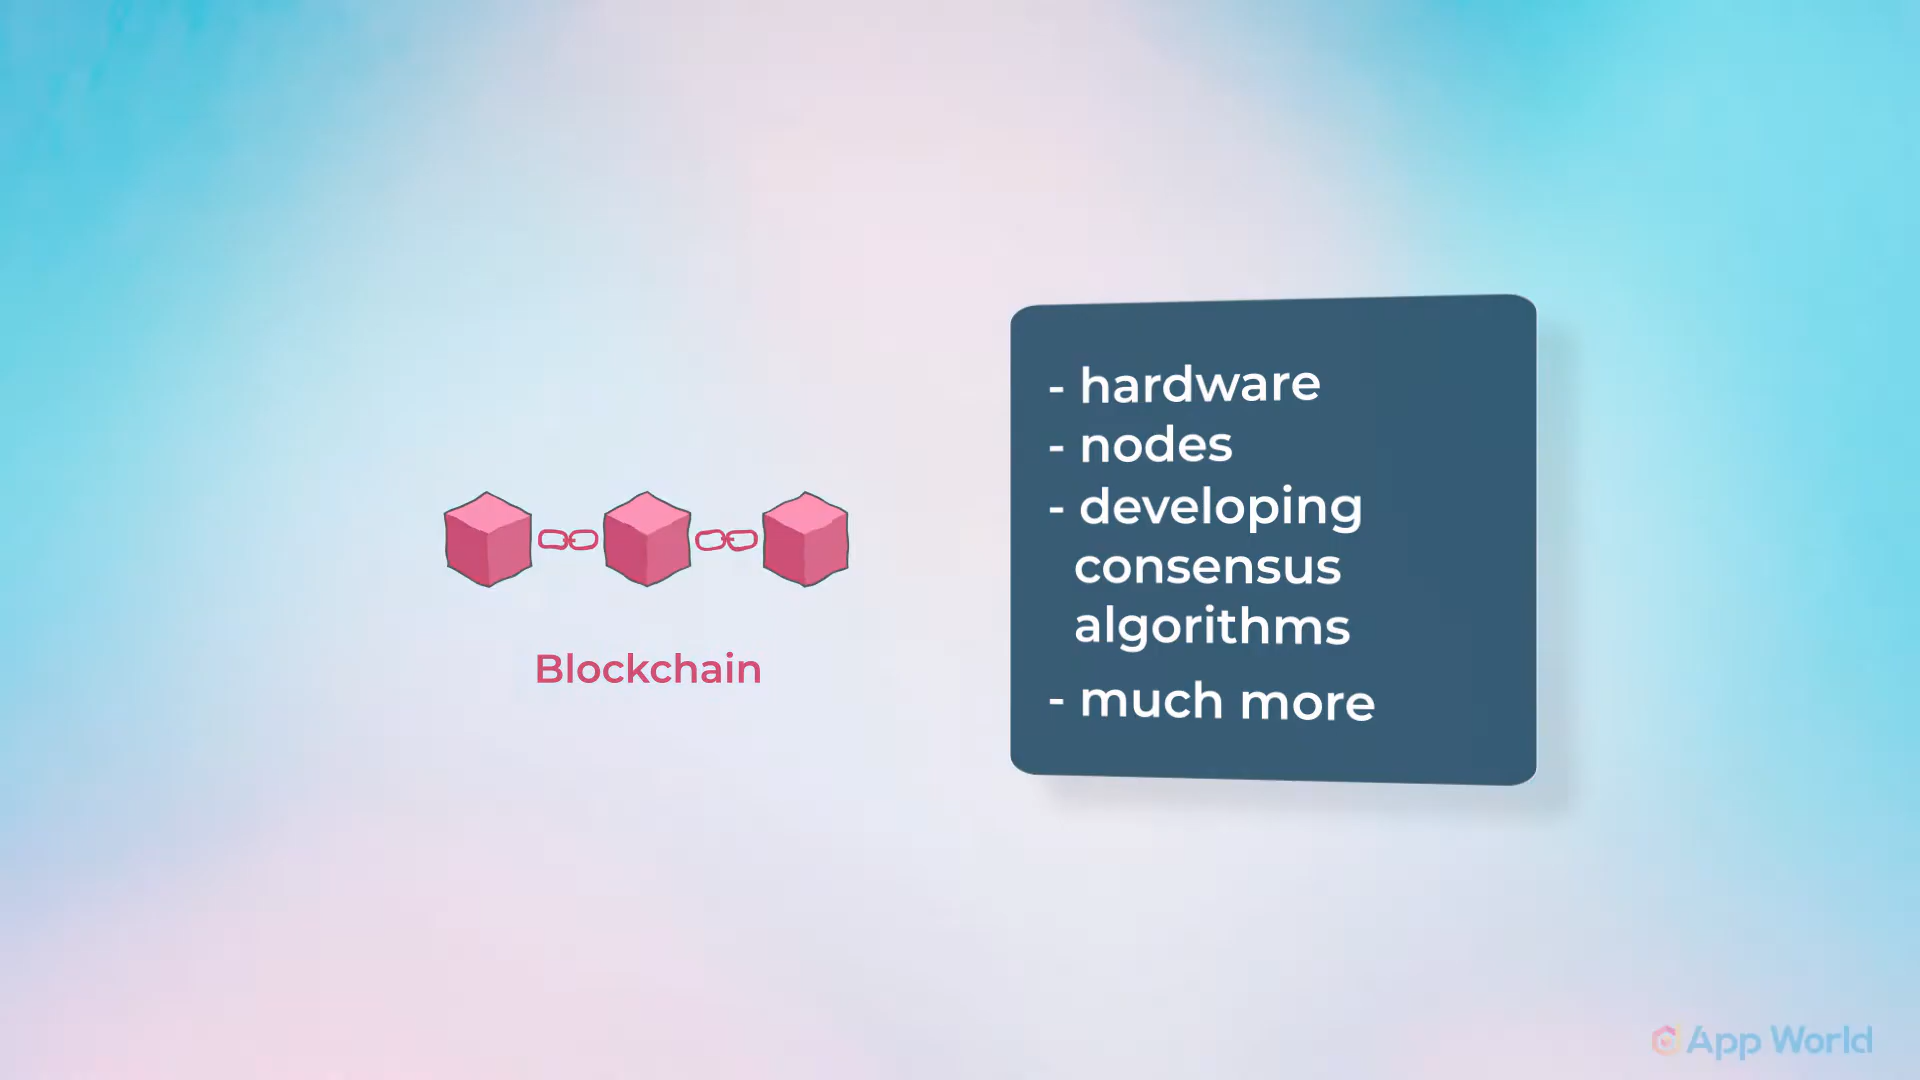 Blockchain
- hardware
- nodes
- developing
consensus
algorithms
- much more
App World